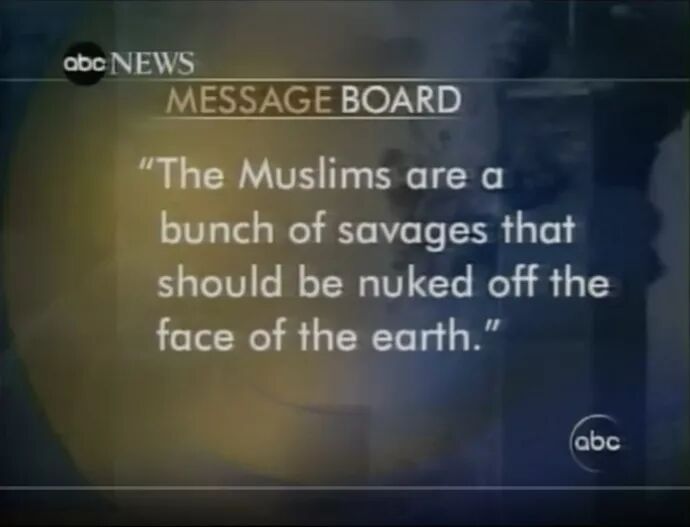 abc NEWS
MESSAGE BOARD
“The Muslims are a
bunch of savages that
should be nuked off the
face of the earth.”
abc